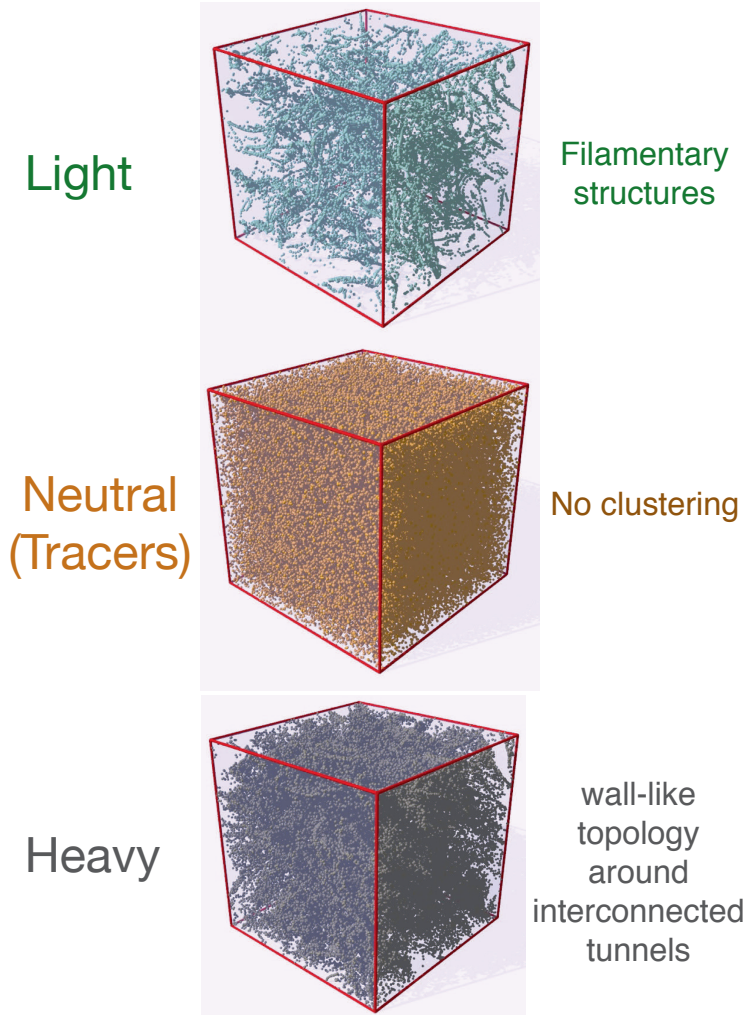 Light
Filamentary
structures
Neutral
(Tracers)
No clustering
Heavy
wall-like
topology
around
interconnected
tunnels